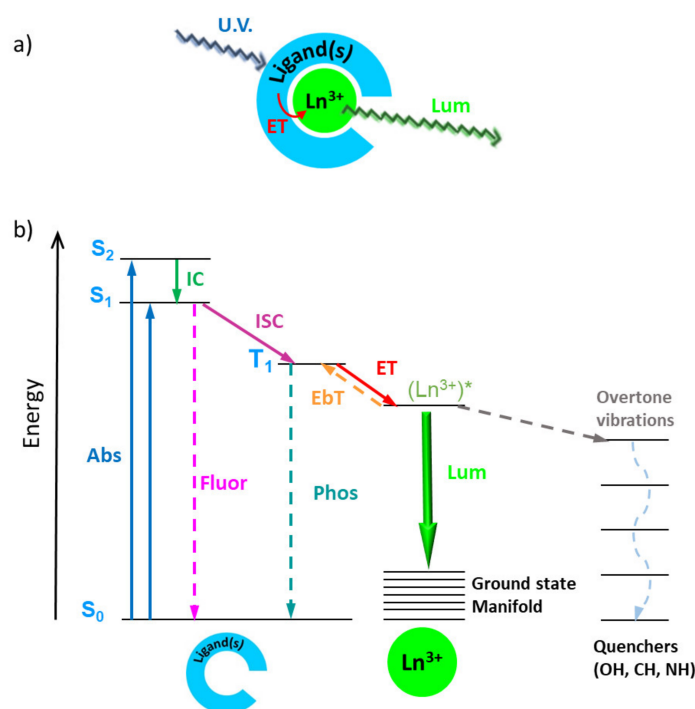 a)
U.V.
Ligand(s)
Ln³⁺
ET
Lum
b)
Energy
S₂
IC
S₁
ISC
T₁
ET
EbT
(Ln³⁺)*
Overtone
vibrations
Abs
Fluor
Phos
Lum
Ground state
Manifold
S₀
Ligand(s)
Ln³⁺
Quenchers
(OH, CH, NH)